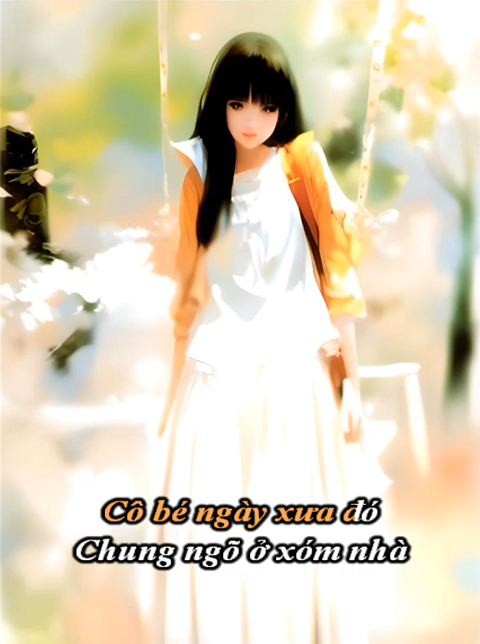 Cô bé ngày xưa đó
Chung ngõ ở xóm nhà